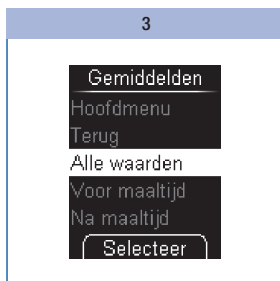 3
Gemiddelden
Hoofdmenu
Terug
Alle waarden
Voor maaltijd
Na maaltijd
Selecteer